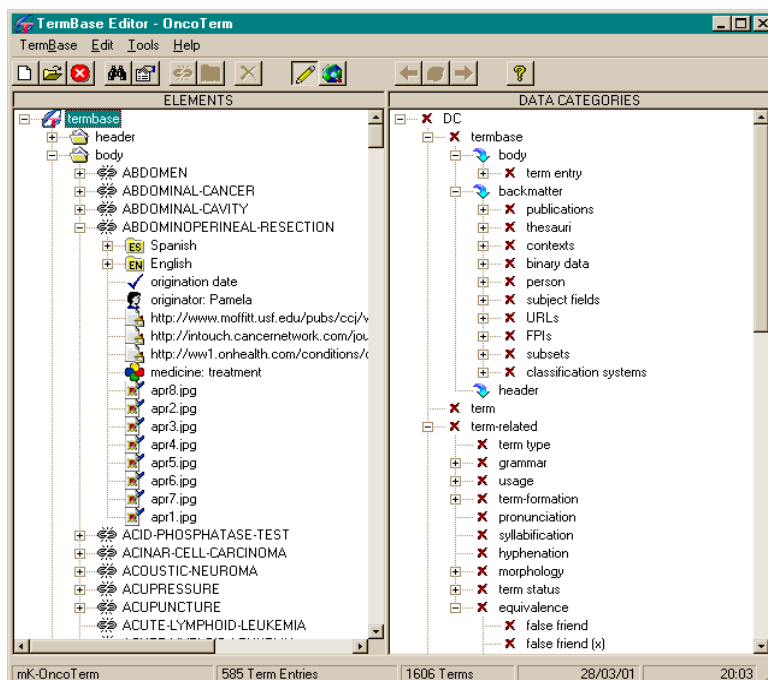 TermBase Editor - OncoTerm
TermBase Edit Tools Help
ELEMENTS
termbase
header
body
ABDOMEN
ABDOMINAL-CANCER
ABDOMINAL-CAVITY
ABDOMINOPERINEAL-RESECTION
ES Spanish
EN English
origination date
originator: Pamela
http://www.moffitt.usf.edu/pubs/ccj/v
http://intouch.cancernetwork.com/jou
http://ww1.onhealth.com/conditions/c
medicine: treatment
apr8.jpg
apr2.jpg
apr3.jpg
apr4.jpg
apr5.jpg
apr6.jpg
apr7.jpg
apr1.jpg
ACID-PHOSPHATASE-TEST
ACINAR-CELL-CARCINOMA
ACOUSTIC-NEUROMA
ACUPRESSURE
ACUPUNCTURE
ACUTE-LYMPHOID-LEUKEMIA
DATA CATEGORIES
DC
termbase
body
term entry
backmatter
publications
thesauri
contexts
binary data
person
subject fields
URLs
FPIs
subsets
classification systems
header
term
term-related
term type
grammar
usage
term-formation
pronunciation
syllabification
hyphenation
morphology
term status
equivalence
false friend
false friend (x)
mK-OncoTerm 585 Term Entries 1606 Terms 28/03/01 20:03